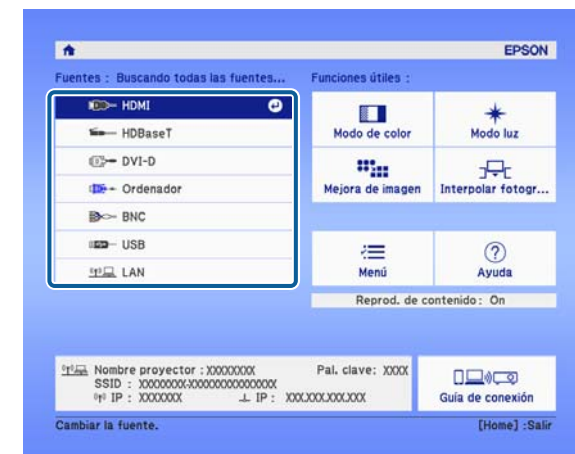 EPSON
Fuentes : Buscando todas las fuentes...
Funciones útiles :
HDMI
HDBaseT
DVI-D
Ordenador
BNC
USB
LAN
Modo de color
Modo luz
Mejora de imagen
Interpolar fotogr...
Menú
Ayuda
Reprod. de contenido : On
Nombre proyector : XXXXXXXX
Pal. clave: XXXX
SSID : XXXXXXXX-XXXXXXXXXXXXXXX
IP : XXXXXXX
IP : XXX.XXX.XXX.XXX
Guía de conexión
Cambiar la fuente.
[Home] :Salir